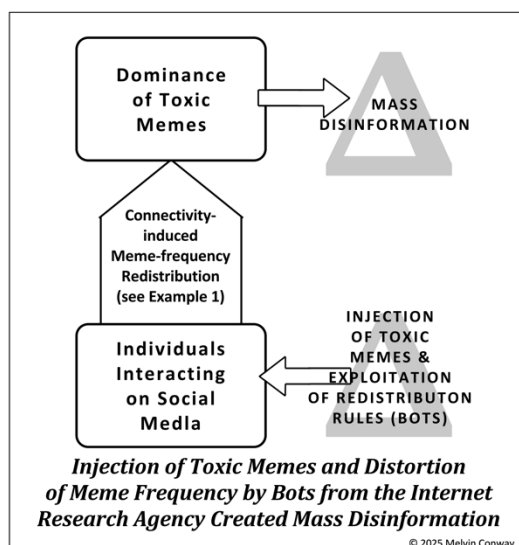 Dominance
of Toxic
Memes
MASS
DISINFORMATION
Connectivity-
induced
Meme-frequency
Redistribution
(see Example 1)
Individuals
Interacting
on Social
Medla
INJECTION
OF TOXIC
MEMES &
EXPLOITATION
OF REDISTRIBUTON
RULES (BOTS)
Injection of Toxic Memes and Distortion
of Meme Frequency by Bots from the Internet
Research Agency Created Mass Disinformation
© 2025 Melvin Conway